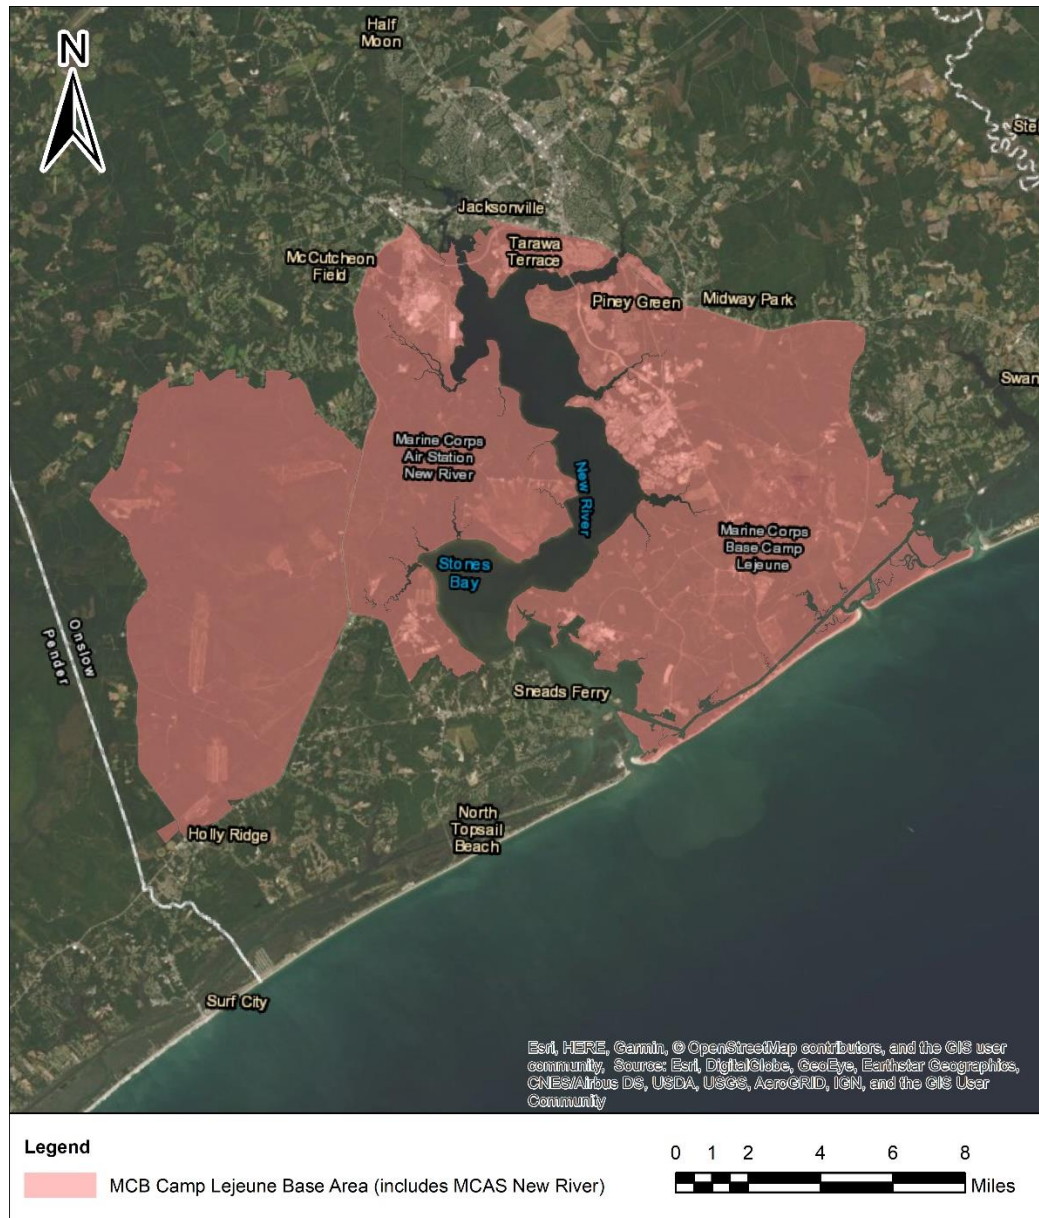 Half
Moon
N
Stel
Jacksonville
Tarawa
Terrace
McCutcheon
Field
Piney Green
Midway Park
Swan
Marine Corps
Air Station
New River
New River
Marine Corps
Base Camp
Lejeune
Stones
Bay
Onslow
Pender
Sneads Ferry
North
Topsail
Beach
Holly Ridge
Surf City
Esri, HERE, Garmin, © OpenStreetMap contributors, and the GIS user
community, Source: Esri, DigitalGlobe, GeoEye, Earthstar Geographics,
CNES/Airbus DS, USDA, USGS, AeroGRID, IGN, and the GIS User
Community
Legend
MCB Camp Lejeune Base Area (includes MCAS New River)
0 1 2 4 6 8
Miles